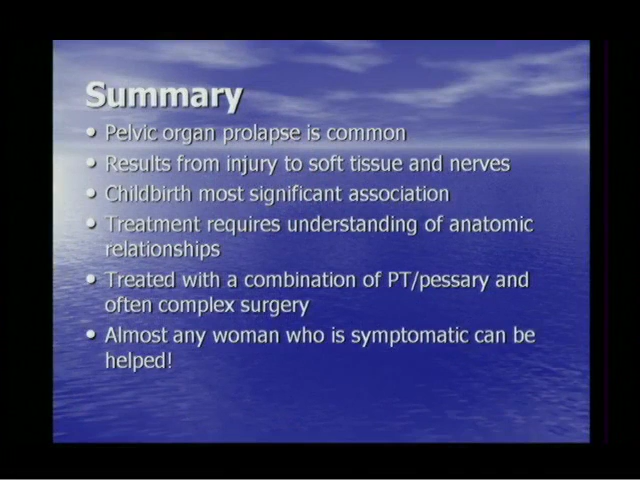 Summary
• Pelvic organ prolapse is common
• Results from injury to soft tissue and nerves
• Childbirth most significant association
• Treatment requires understanding of anatomic
relationships
• Treated with a combination of PT/pessary and
often complex surgery
• Almost any woman who is symptomatic can be
helped!